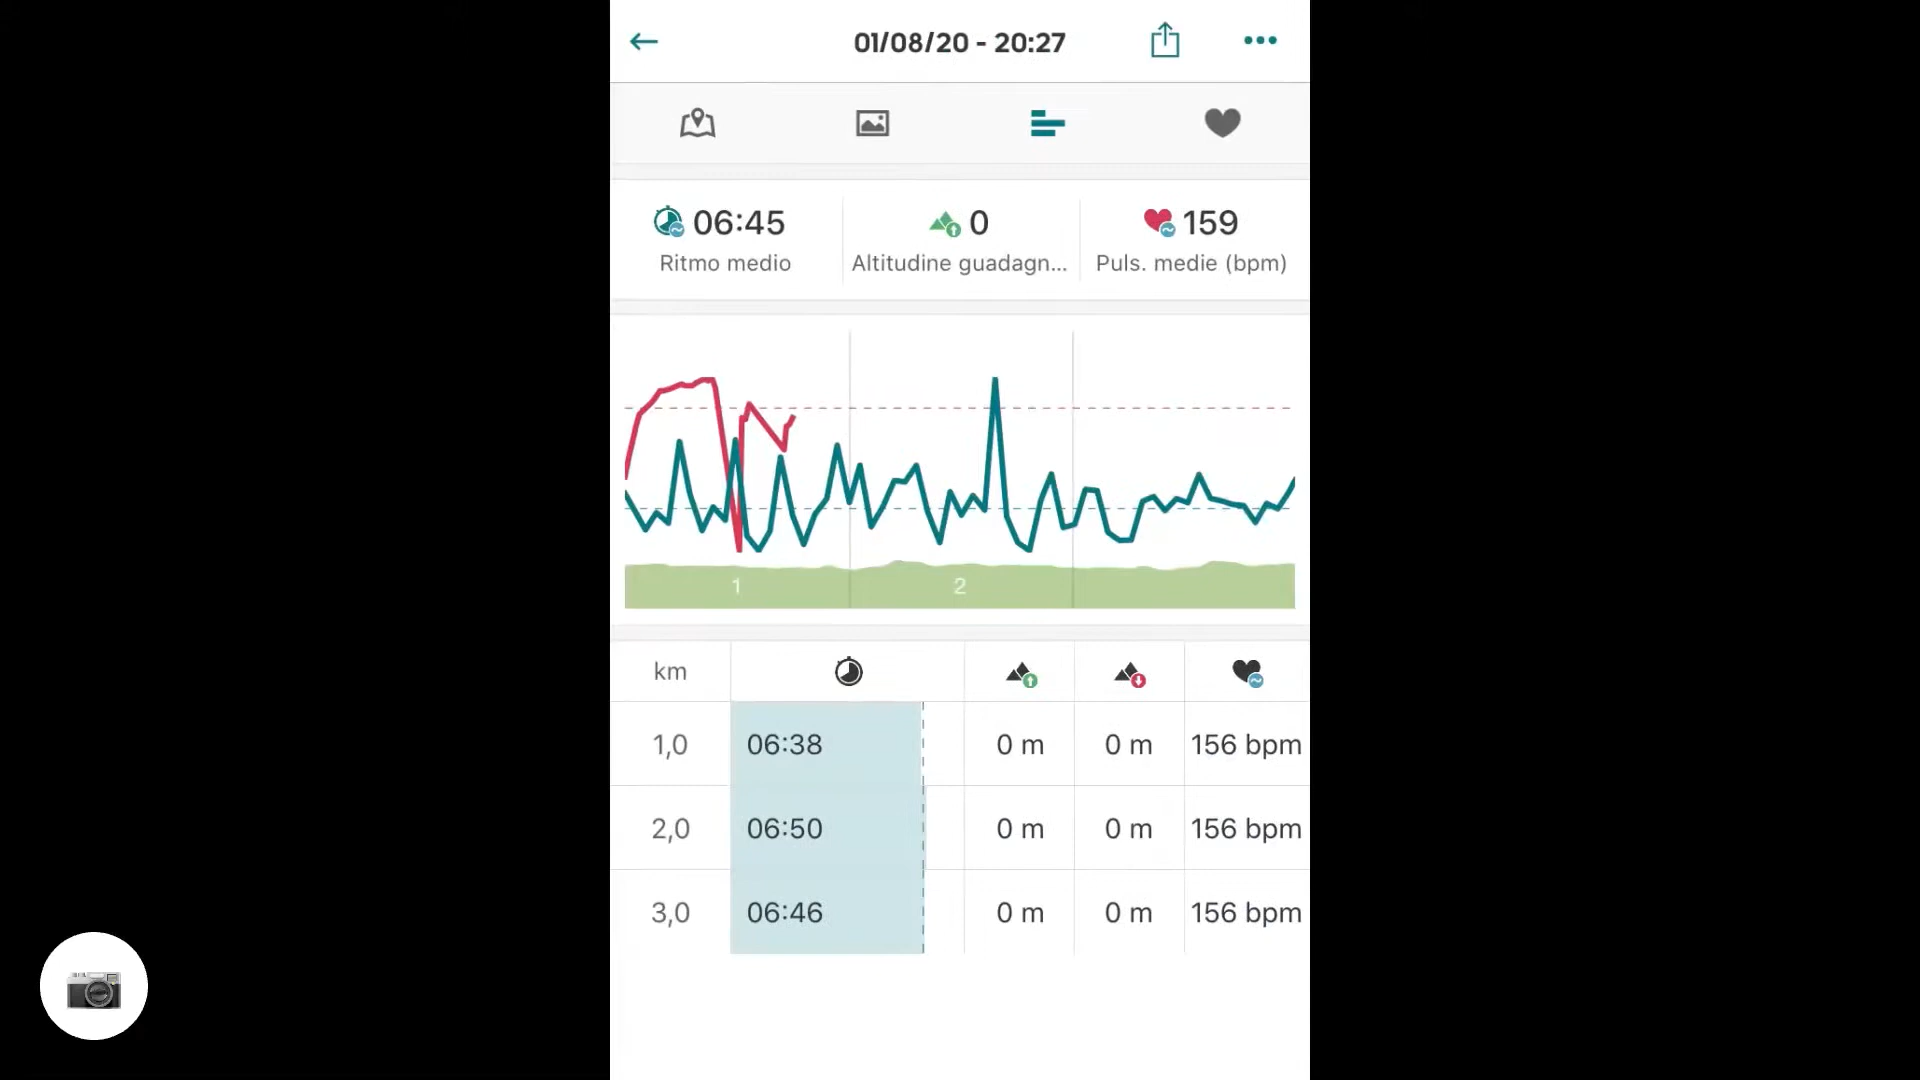 01/08/20 - 20:27
06:45 0 159
Ritmo medio Altitudine guadagn... Puls. medie (bpm)
1 2
km
1,0 06:38 0 m 0 m 156 bpm
2,0 06:50 0 m 0 m 156 bpm
3,0 06:46 0 m 0 m 156 bpm